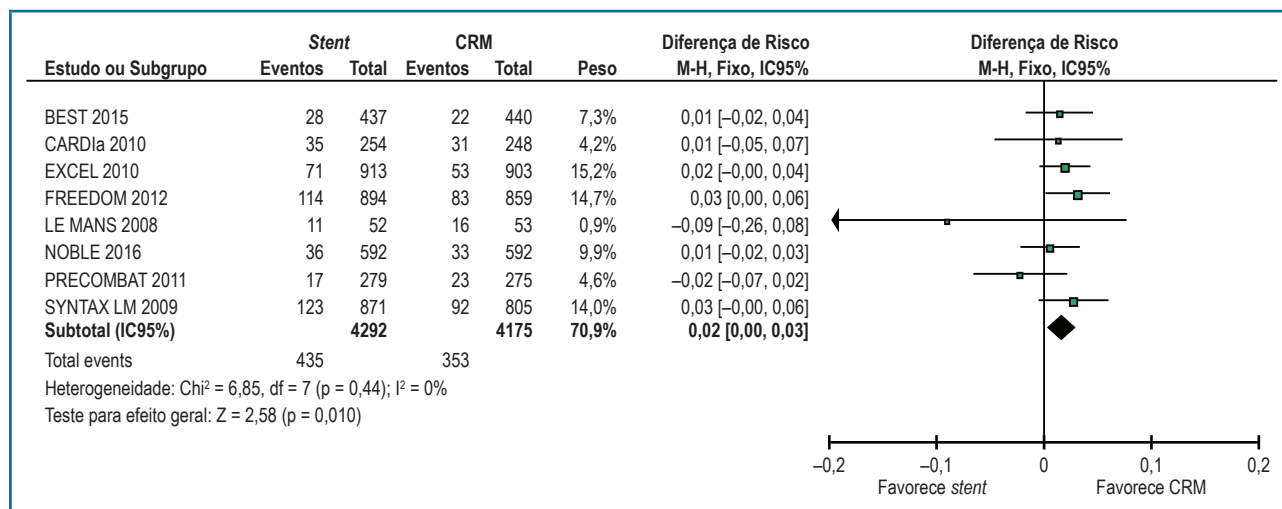 Stent CRM Diferença de Risco Diferença de Risco
Estudo ou Subgrupo Eventos Total Eventos Total Peso M-H, Fixo, IC95% M-H, Fixo, IC95%
BEST 2015 28 437 22 440 7,3% 0,01 [–0,02, 0,04]
CARDIa 2010 35 254 31 248 4,2% 0,01 [–0,05, 0,07]
EXCEL 2010 71 913 53 903 15,2% 0,02 [–0,00, 0,04]
FREEDOM 2012 114 894 83 859 14,7% 0,03 [0,00, 0,06]
LE MANS 2008 11 52 16 53 0,9% –0,09 [–0,26, 0,08]
NOBLE 2016 36 592 33 592 9,9% 0,01 [–0,02, 0,03]
PRECOMBAT 2011 17 279 23 275 4,6% –0,02 [–0,07, 0,02]
SYNTAX LM 2009 123 871 92 805 14,0% 0,03 [–0,00, 0,06]
Subtotal (IC95%) 4292 4175 70,9% 0,02 [0,00, 0,03]
Total events 435 353
Heterogeneidade: Chi² = 6,85, df = 7 (p = 0,44); I² = 0%
Teste para efeito geral: Z = 2,58 (p = 0,010)
–0,2 –0,1 0 0,1 0,2
Favorece stent Favorece CRM